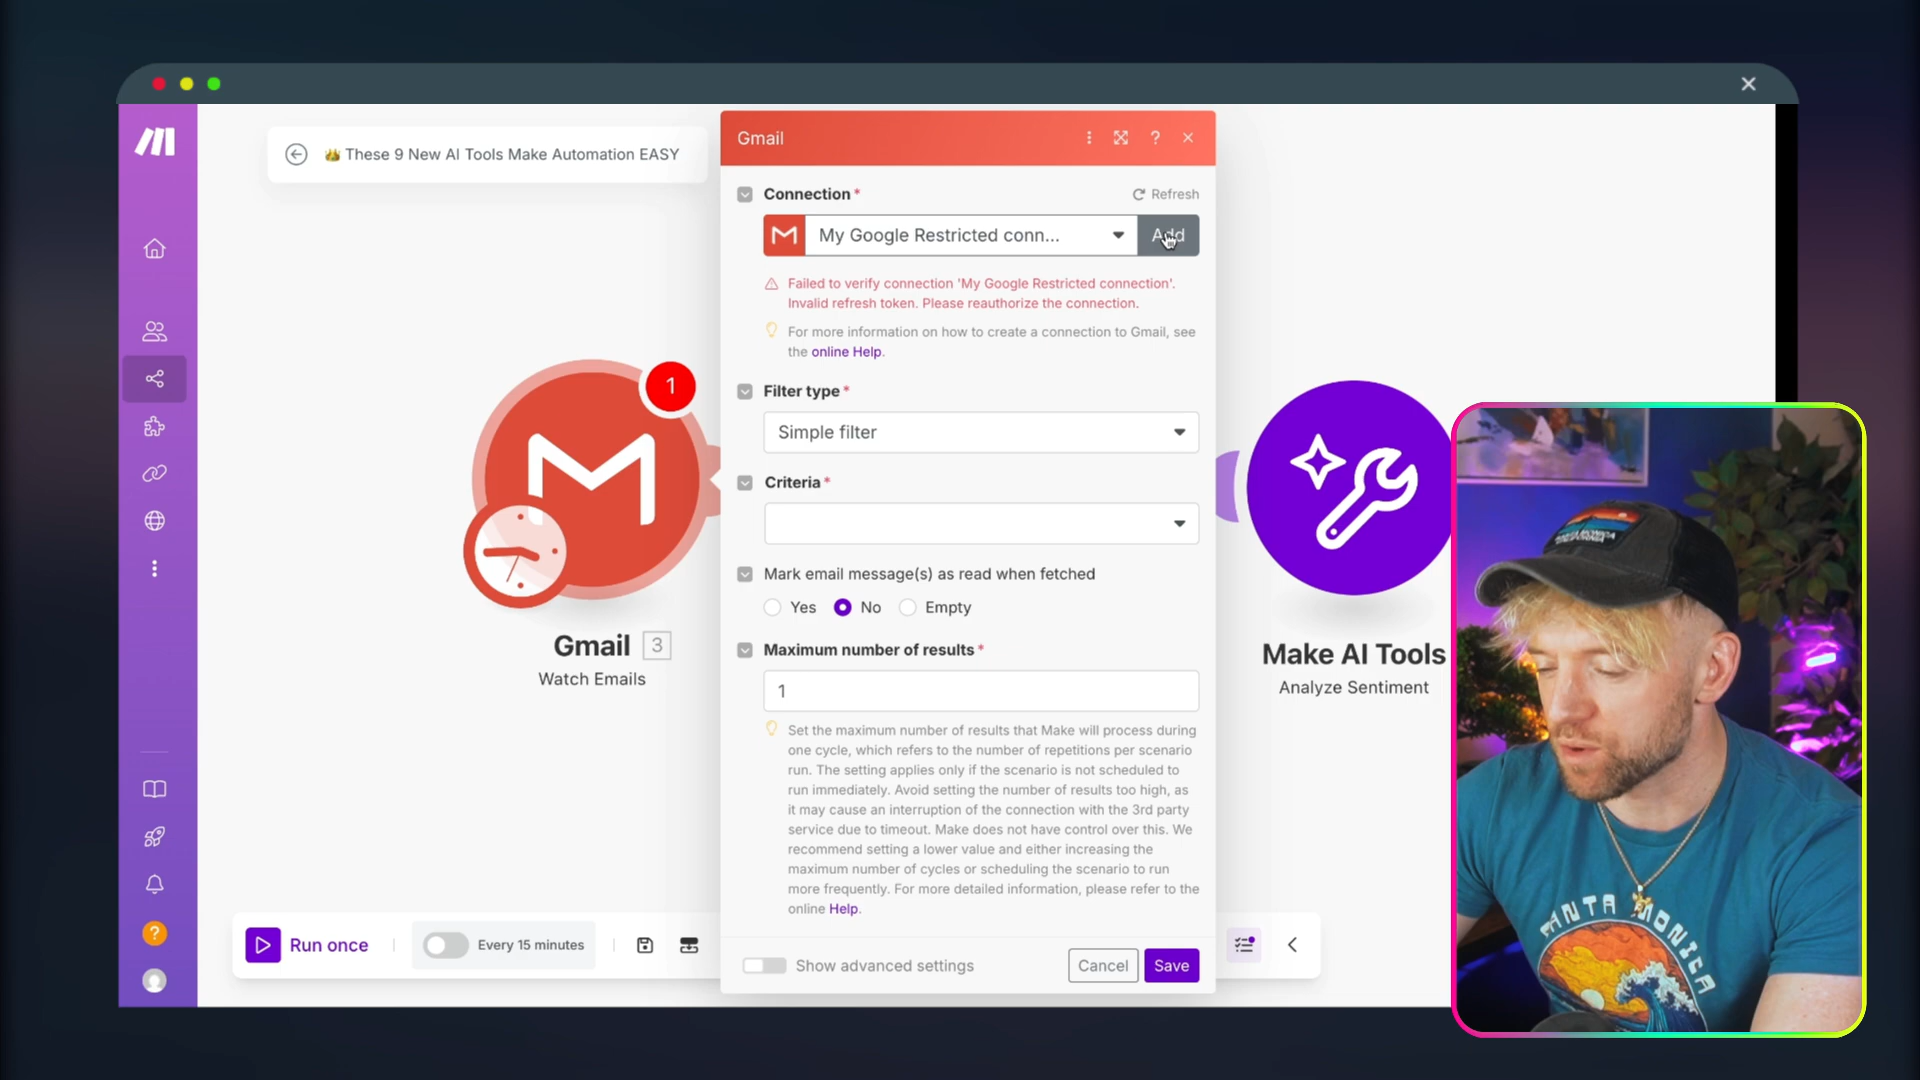 👑 These 9 New AI Tools Make Automation EASY
Gmail
?
Connection *
Refresh
My Google Restricted conn...
Add
Failed to verify connection 'My Google Restricted connection'.
Invalid refresh token. Please reauthorize the connection.
For more information on how to create a connection to Gmail, see
the online Help.
Filter type *
Simple filter
Criteria *
Mark email message(s) as read when fetched
Yes No Empty
Maximum number of results *
1
Set the maximum number of results that Make will process during
one cycle, which refers to the number of repetitions per scenario
run. The setting applies only if the scenario is not scheduled to
run immediately. Avoid setting the number of results too high, as
it may cause an interruption of the connection with the 3rd party
service due to timeout. Make does not have control over this. We
recommend setting a lower value and either increasing the
maximum number of cycles or scheduling the scenario to run
more frequently. For more detailed information, please refer to the
online Help.
Show advanced settings
Cancel
Save
1
Gmail 3
Watch Emails
Make AI Tools
Analyze Sentiment
?
Run once
Every 15 minutes
SANTA MONICA
CALIFORNIA
SANTA MONICA